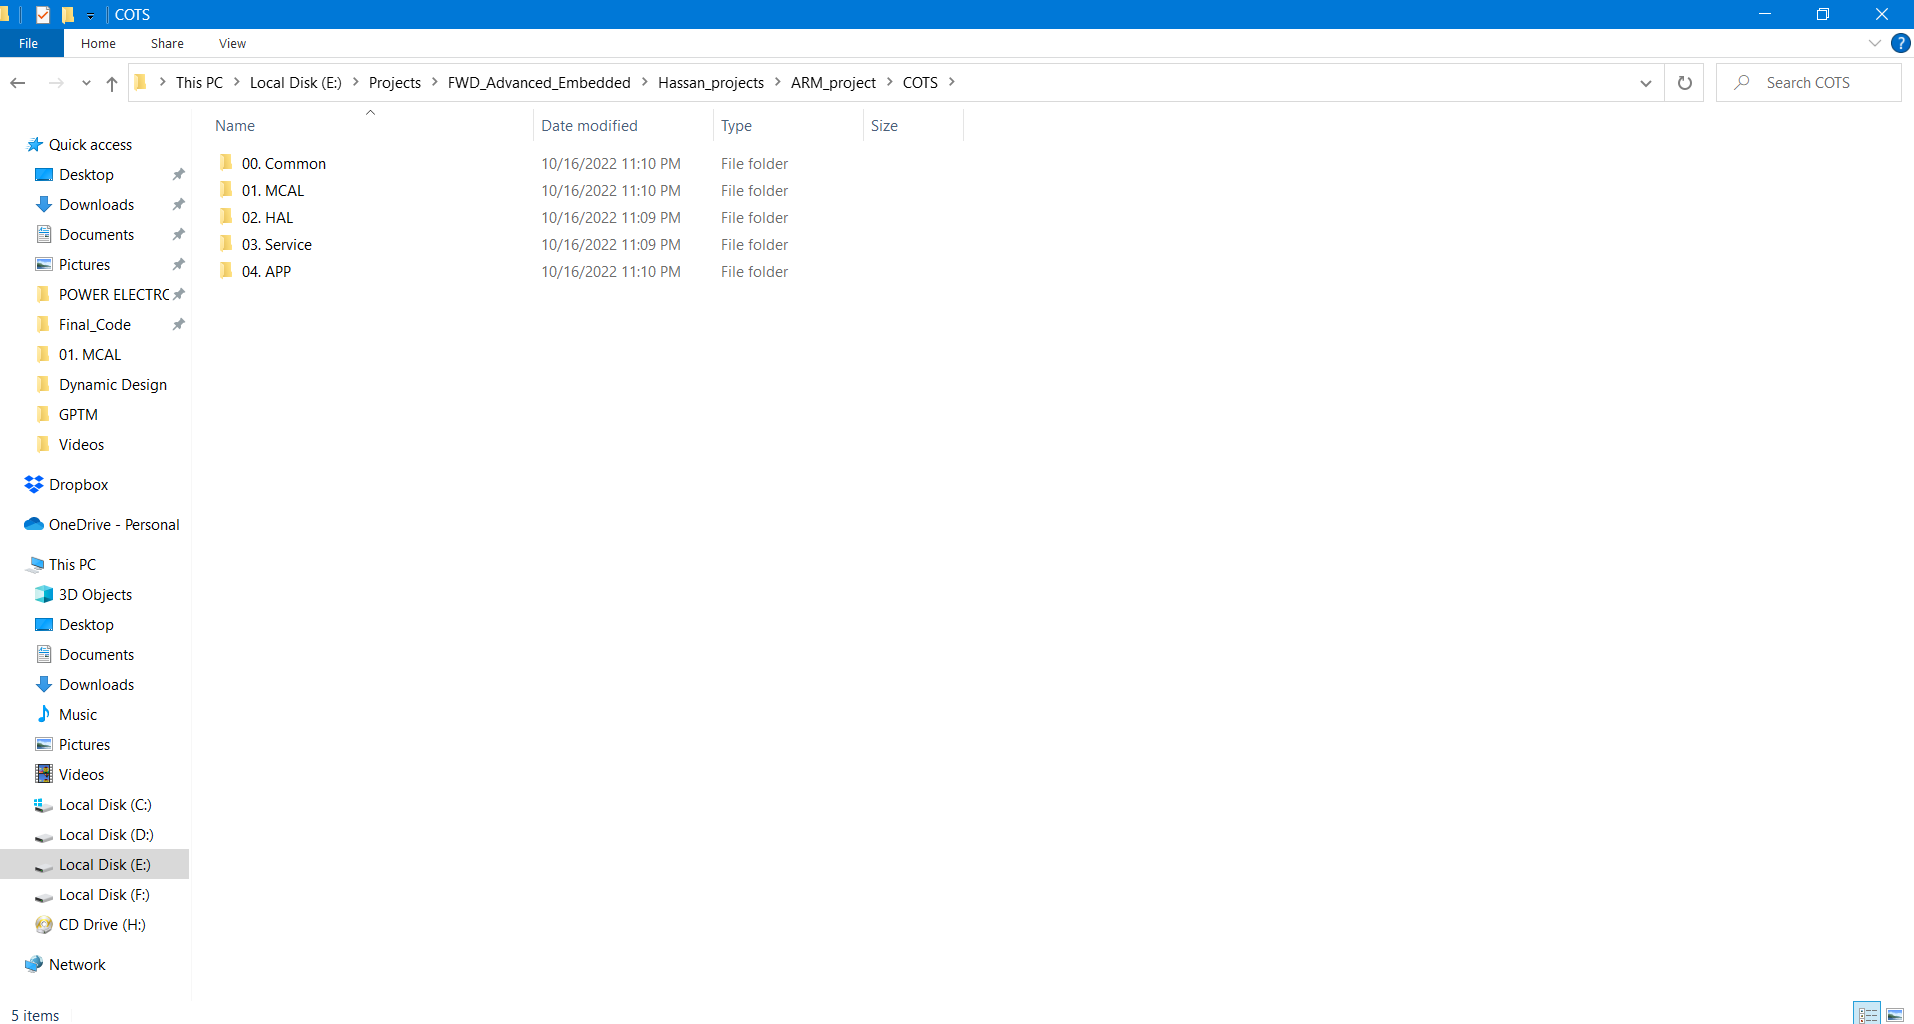 COTS
File Home Share View
This PC Local Disk (E:) Projects FWD_Advanced_Embedded Hassan_projects ARM_project COTS
Search COTS
Name Date modified Type Size
00. Common 10/16/2022 11:10 PM File folder
01. MCAL 10/16/2022 11:10 PM File folder
02. HAL 10/16/2022 11:09 PM File folder
03. Service 10/16/2022 11:09 PM File folder
04. APP 10/16/2022 11:10 PM File folder
Quick access
Desktop
Downloads
Documents
Pictures
POWER ELECTRC
Final_Code
01. MCAL
Dynamic Design
GPTM
Videos
Dropbox
OneDrive - Personal
This PC
3D Objects
Desktop
Documents
Downloads
Music
Pictures
Videos
Local Disk (C:)
Local Disk (D:)
Local Disk (E:)
Local Disk (F:)
CD Drive (H:)
Network
5 items